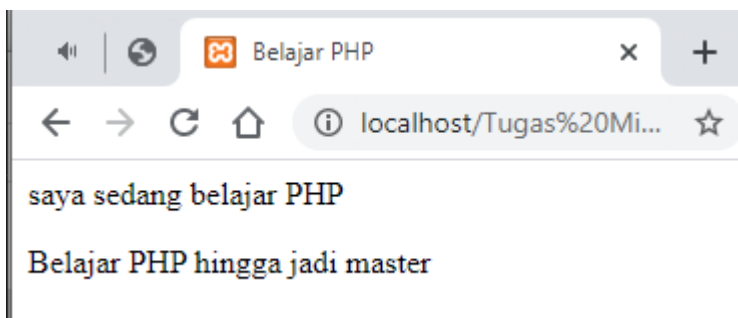 Belajar PHP
localhost/Tugas%20Mi...
saya sedang belajar PHP
Belajar PHP hingga jadi master